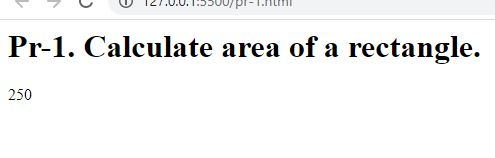 127.0.0.1:5500/pr-1.html
Pr-1. Calculate area of a rectangle.
250